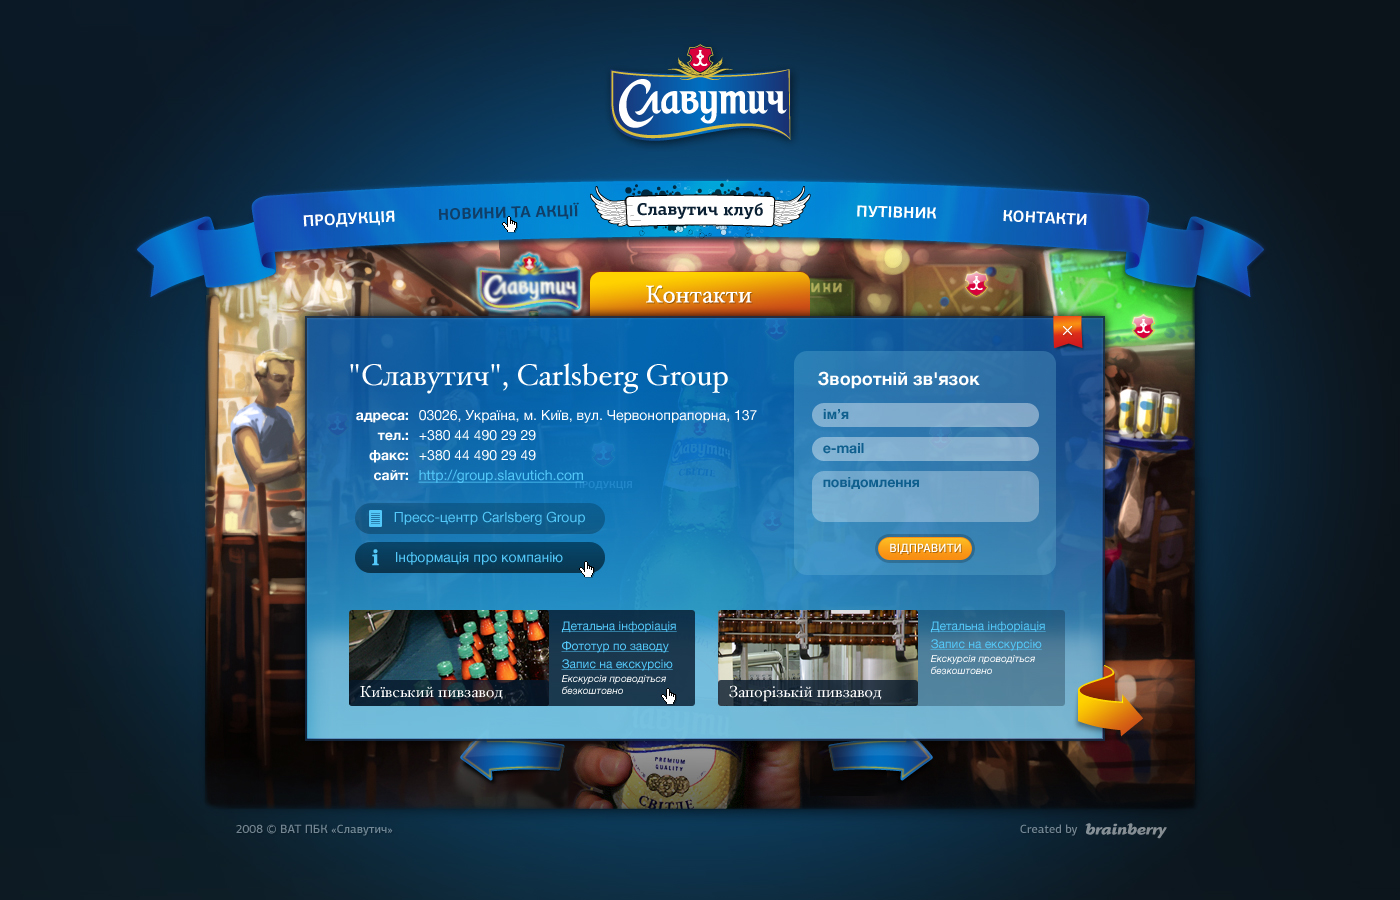 Славутич
ПРОДУКЦІЯ
НОВИНИ ТА АКЦІЇ
Славутич клуб
ПУТІВНИК
КОНТАКТИ
Славутич
Контакти
"Славутич", Carlsberg Group
адреса: 03026, Україна, м. Київ, вул. Червонопрапорна, 137
тел.: +380 44 490 29 29
факс: +380 44 490 29 49
сайт: http://group.slavutich.com
ПРОДУКЦІЯ
Пресс-центр Carlsberg Group
Інформація про компанію
Зворотній зв'язок
ім'я
e-mail
повідомлення
ВІДПРАВИТИ
Київський пивзавод
Детальна інфоріація
Фототур по заводу
Запис на екскурсію
Екскурсія проводіться
безкоштовно
Запорізькій пивзавод
Детальна інфоріація
Запис на екскурсію
Екскурсія проводіться
безкоштовно
PREMIUM
QUALITY
СВІТЛЕ
2008 © ВАТ ПБК «Славутич»
Created by brainberry